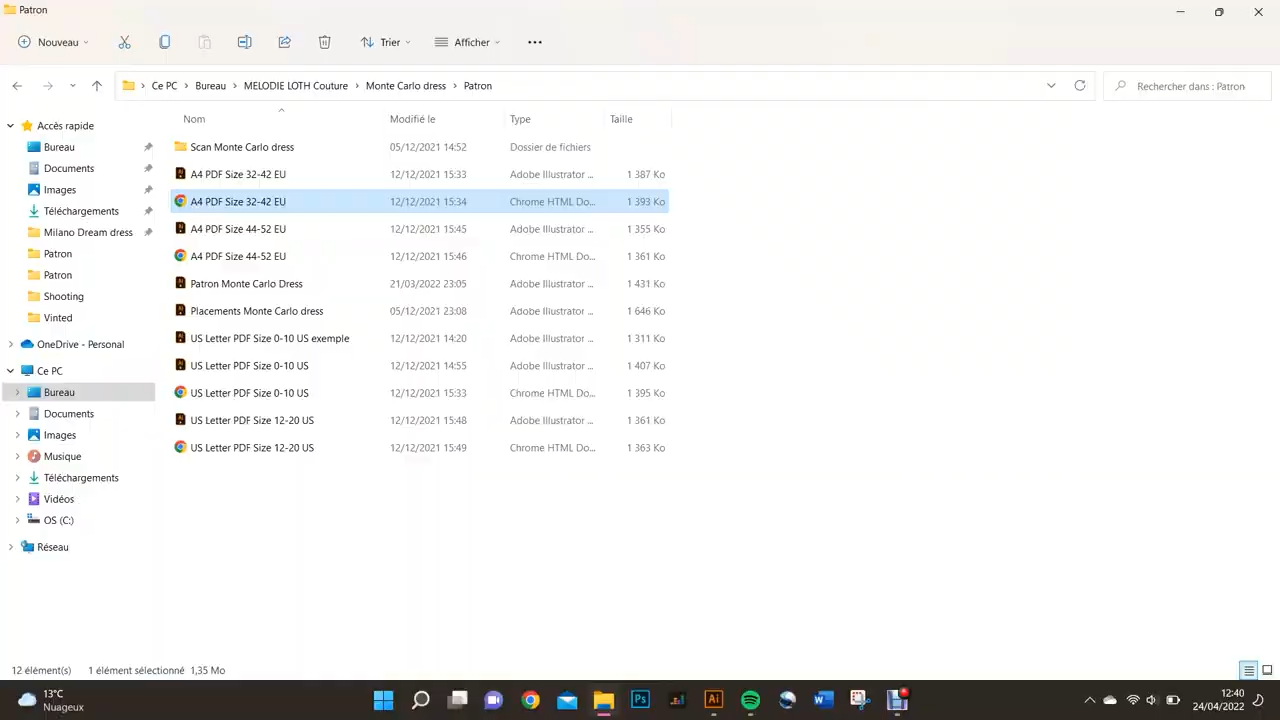 Patron
Nouveau
Trier
Afficher
Ce PC > Bureau > MELODIE LOTH Couture > Monte Carlo dress > Patron
Rechercher dans : Patron
Nom Modifié le Type Taille
Accès rapide
Bureau
Documents
Images
Téléchargements
Milano Dream dress
Patron
Patron
Shooting
Vinted
OneDrive - Personal
Ce PC
Bureau
Documents
Images
Musique
Téléchargements
Vidéos
OS (C:)
Réseau
Scan Monte Carlo dress 05/12/2021 14:52 Dossier de fichiers
A4 PDF Size 32-42 EU 12/12/2021 15:33 Adobe Illustrator ... 1 387 Ko
A4 PDF Size 32-42 EU 12/12/2021 15:34 Chrome HTML Do... 1 393 Ko
A4 PDF Size 44-52 EU 12/12/2021 15:45 Adobe Illustrator ... 1 355 Ko
A4 PDF Size 44-52 EU 12/12/2021 15:46 Chrome HTML Do... 1 361 Ko
Patron Monte Carlo Dress 21/03/2022 23:05 Adobe Illustrator ... 1 431 Ko
Placements Monte Carlo dress 05/12/2021 23:08 Adobe Illustrator ... 1 646 Ko
US Letter PDF Size 0-10 US exemple 12/12/2021 14:20 Adobe Illustrator ... 1 311 Ko
US Letter PDF Size 0-10 US 12/12/2021 14:55 Adobe Illustrator ... 1 407 Ko
US Letter PDF Size 0-10 US 12/12/2021 15:33 Chrome HTML Do... 1 395 Ko
US Letter PDF Size 12-20 US 12/12/2021 15:48 Adobe Illustrator ... 1 361 Ko
US Letter PDF Size 12-20 US 12/12/2021 15:49 Chrome HTML Do... 1 363 Ko
12 élément(s) 1 élément sélectionné 1,35 Mo
13°C
Nuageux
Ps
Ai
W
12:40
24/04/2022